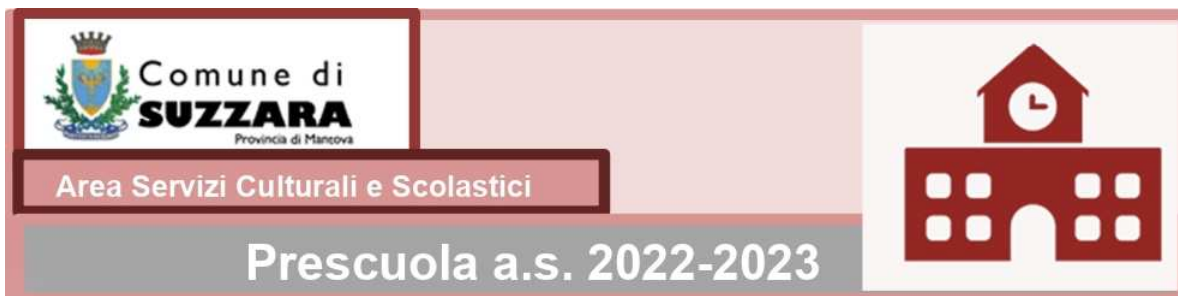 Comune di
SUZZARA
Provincia di Mantova
Area Servizi Culturali e Scolastici
Prescuola a.s. 2022-2023